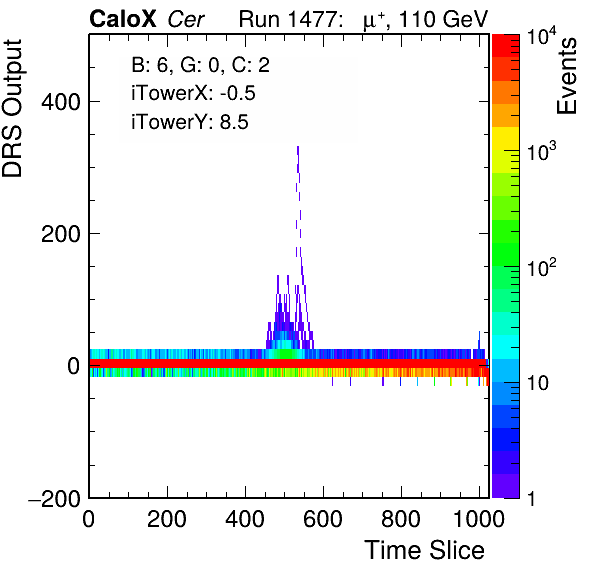 CaloX Cer Run 1477: μ⁺, 110 GeV
B: 6, G: 0, C: 2
iTowerX: -0.5
iTowerY: 8.5
DRS Output
400
200
0
−200
0 200 400 600 800 1000
Time Slice
Events
10⁴
10³
10²
10
1